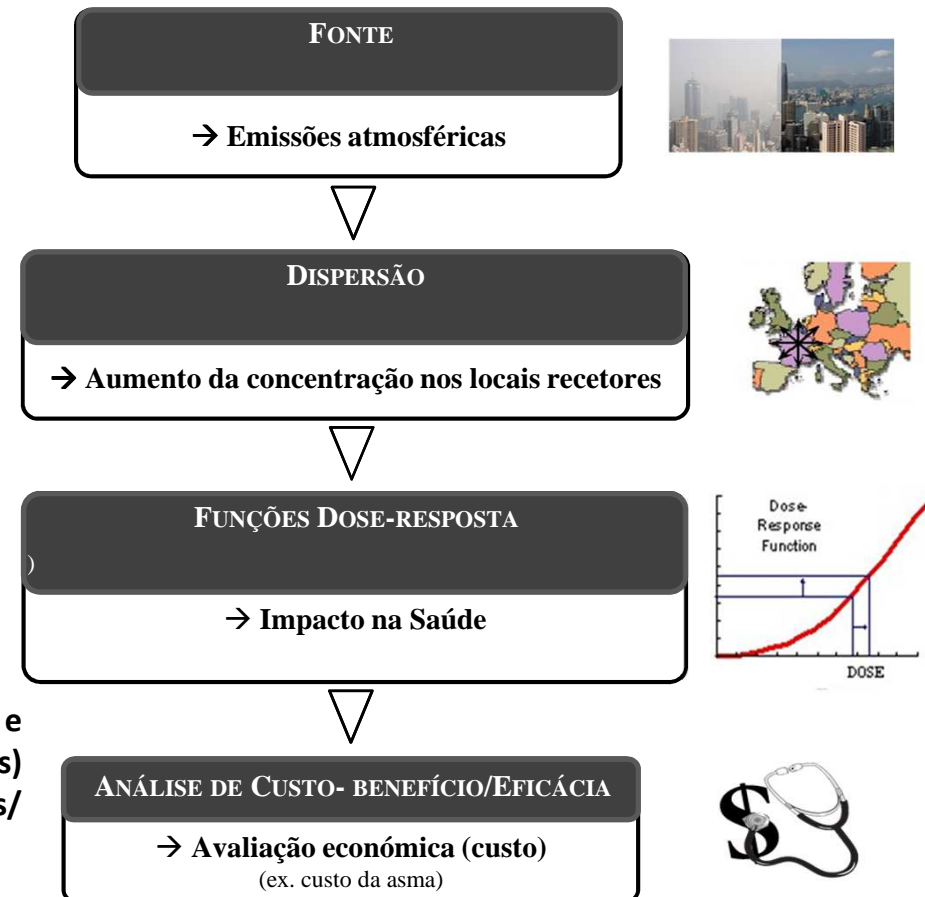 FONTE
→ Emissões atmosféricas
DISPERSÃO
→ Aumento da concentração nos locais recetores
FUNÇÕES DOSE-RESPOSTA
)
→ Impacto na Saúde
Dose-
Response
Function
DOSE
e
s)
s/
ANÁLISE DE CUSTO- BENEFÍCIO/EFICÁCIA
→ Avaliação económica (custo)
(ex. custo da asma)
$